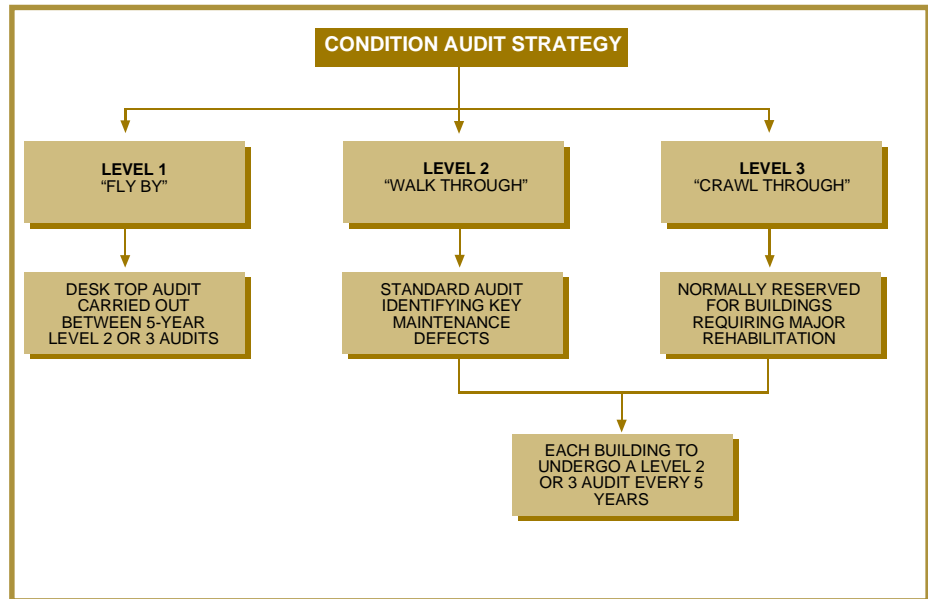 CONDITION AUDIT STRATEGY
LEVEL 1
“FLY BY”
LEVEL 2
“WALK THROUGH”
LEVEL 3
“CRAWL THROUGH”
DESK TOP AUDIT
CARRIED OUT
BETWEEN 5-YEAR
LEVEL 2 OR 3 AUDITS
STANDARD AUDIT
IDENTIFYING KEY
MAINTENANCE
DEFECTS
NORMALLY RESERVED
FOR BUILDINGS
REQUIRING MAJOR
REHABILITATION
EACH BUILDING TO
UNDERGO A LEVEL 2
OR 3 AUDIT EVERY 5
YEARS